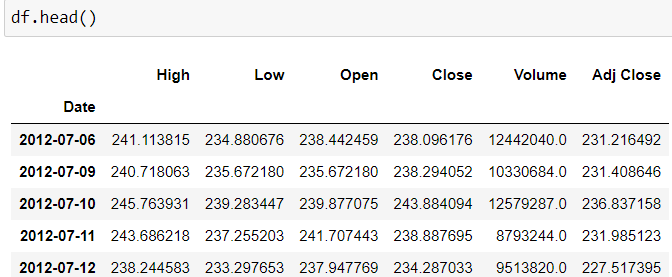 df.head()
High Low Open Close Volume Adj Close
Date
2012-07-06 241.113815 234.880676 238.442459 238.096176 12442040.0 231.216492
2012-07-09 240.718063 235.672180 235.672180 238.294052 10330684.0 231.408646
2012-07-10 245.763931 239.283447 239.877075 243.884094 12579287.0 236.837158
2012-07-11 243.686218 237.255203 241.707443 238.887695 8793244.0 231.985123
2012-07-12 238.244583 233.297653 237.947769 234.287033 9513820.0 227.517395